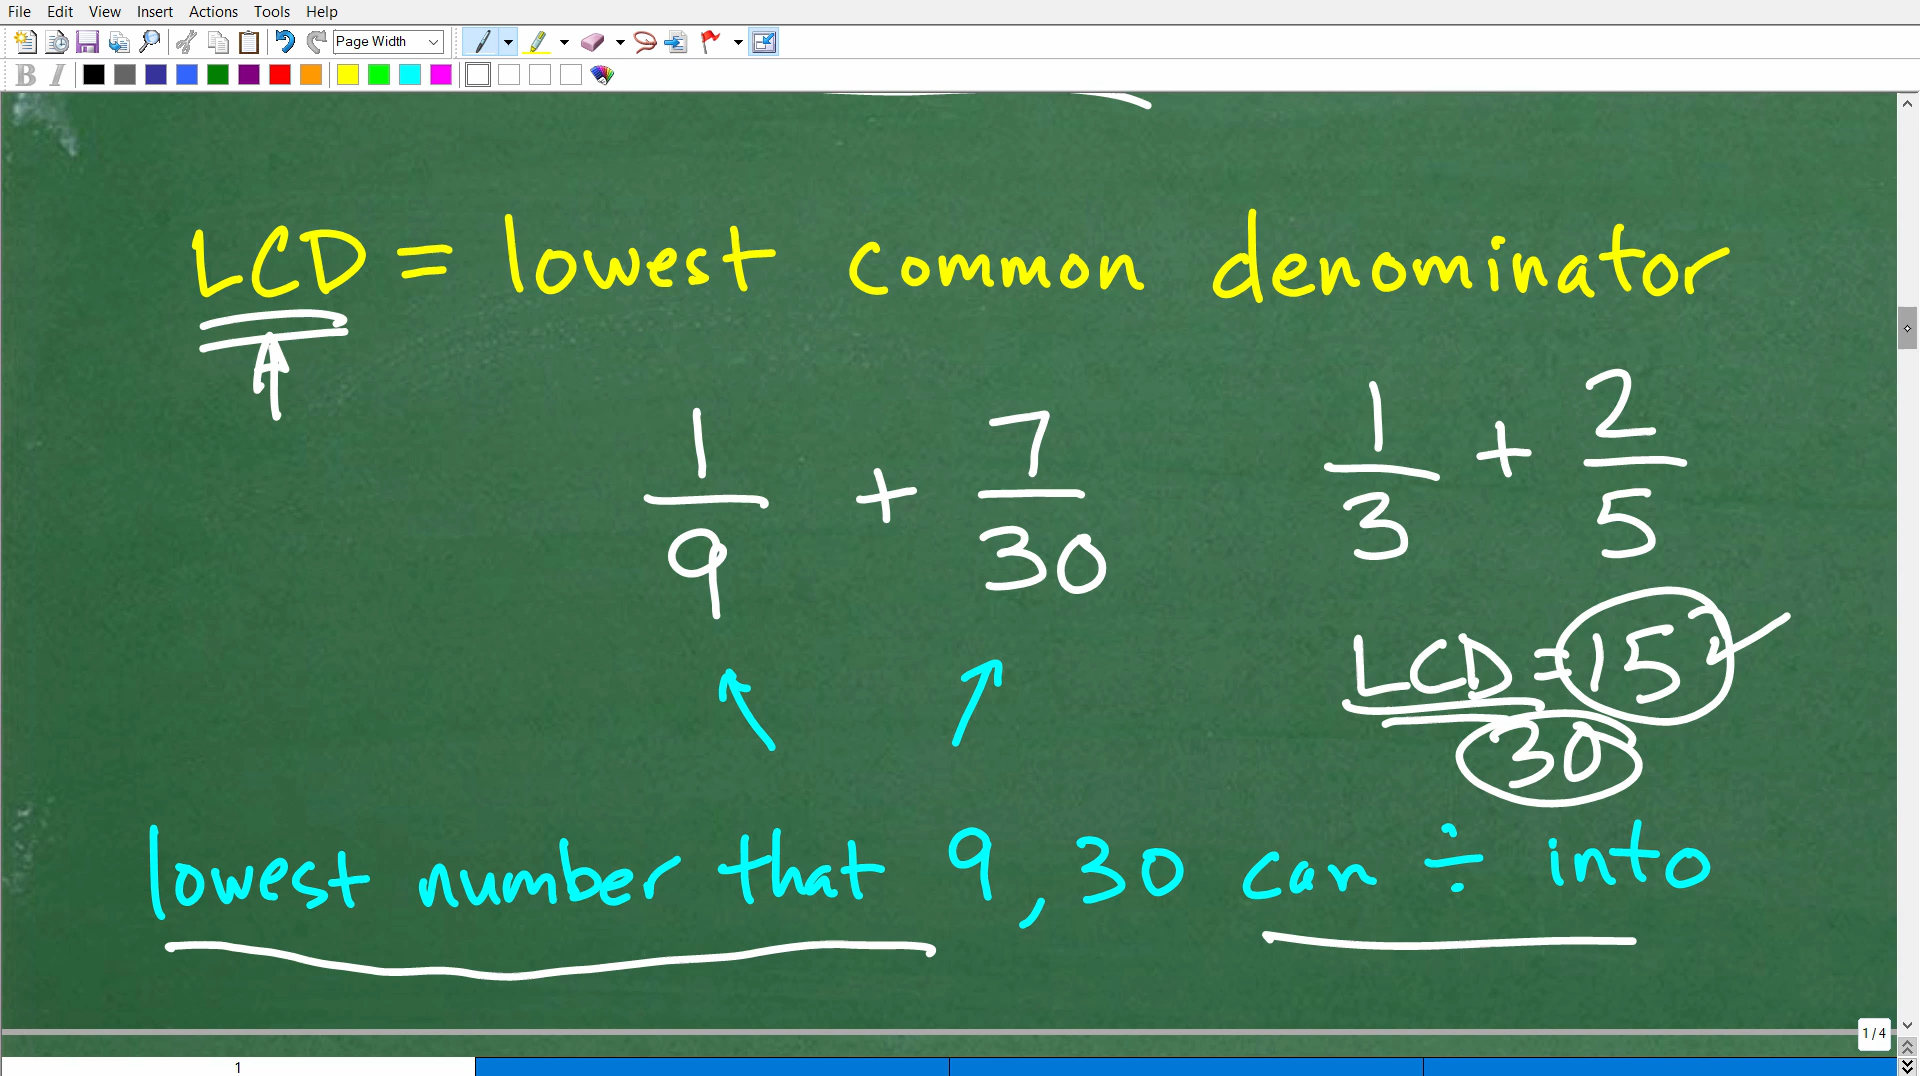 File Edit View Insert Actions Tools Help
Page Width
B I
LCD = lowest common denominator
1/9 + 7/30
1/3 + 2/5
LCD = 15
30
lowest number that 9, 30 can ÷ into
1 / 4
1